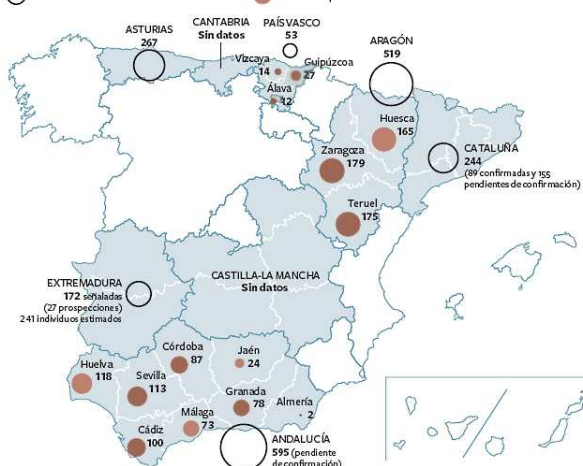 ASTURIAS
267
CANTABRIA
Sin datos
PAÍS VASCO
53
Vizcaya
14
Guipúzcoa
27
Álava
12
ARAGÓN
519
Huesca
165
Zaragoza
179
Teruel
175
CATALUÑA
244
(89 confirmadas y 155
pendientes de confirmación)
EXTREMADURA
172 señaladas
(27 prospecciones)
241 individuos estimados
CASTILLA-LA MANCHA
Sin datos
Huelva
118
Sevilla
113
Córdoba
87
Jaén
24
Granada
78
Almería
2
Málaga
73
Cádiz
100
ANDALUCÍA
595 (pendiente
de confirmación)